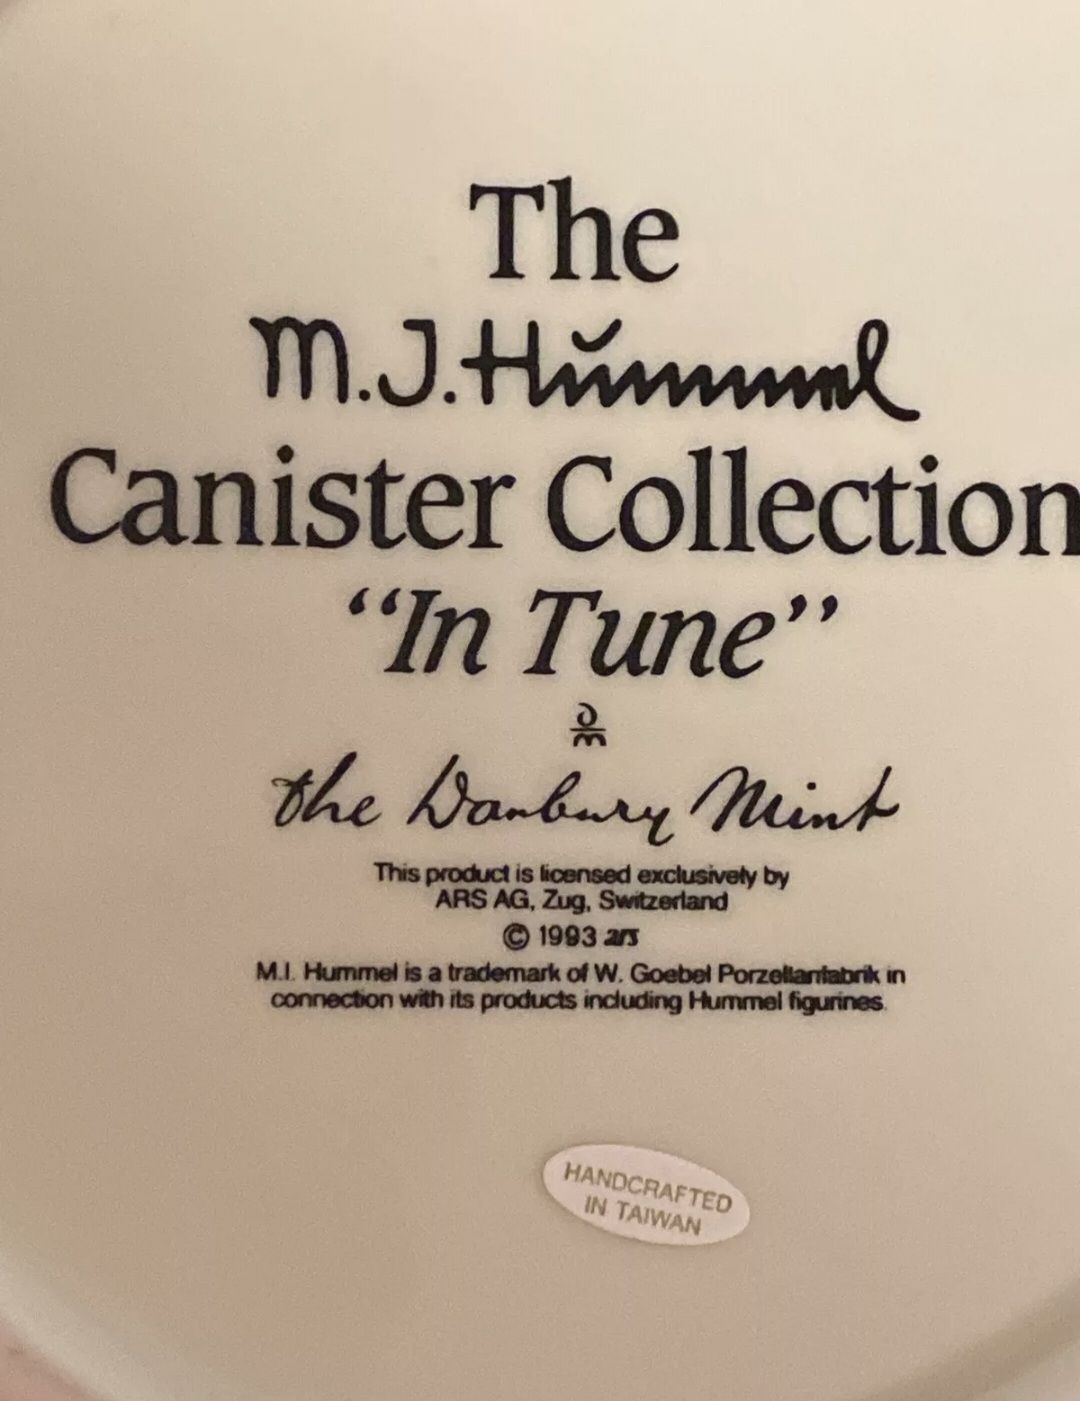 The
M.J. Hummel
Canister Collection
“In Tune”
the Danbury Mint
This product is licensed exclusively by
ARS AG, Zug, Switzerland
© 1993 ars
M.I. Hummel is a trademark of W. Goebel Porzellanfabrik in
connection with its products including Hummel figurines.
HANDCRAFTED
IN TAIWAN